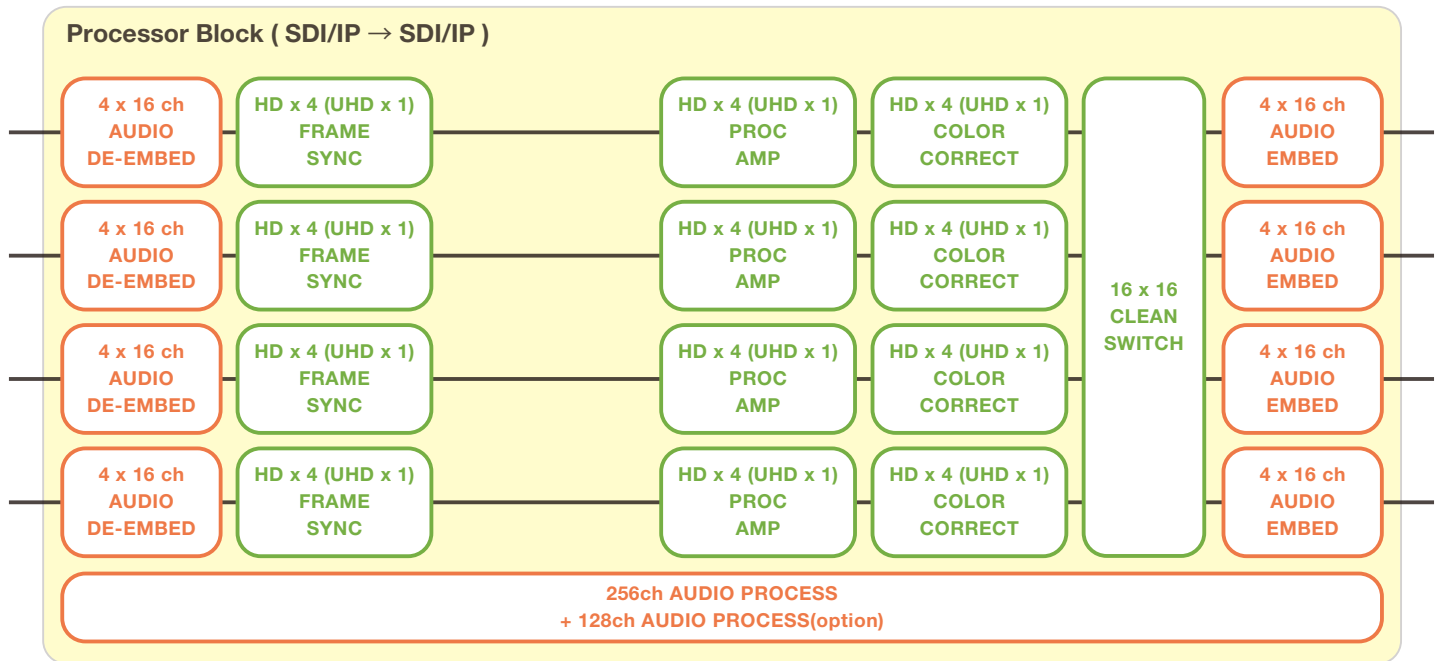 Processor Block ( SDI/IP → SDI/IP )
4 x 16 ch
AUDIO
DE-EMBED
HD x 4 (UHD x 1)
FRAME
SYNC
HD x 4 (UHD x 1)
PROC
AMP
HD x 4 (UHD x 1)
COLOR
CORRECT
4 x 16 ch
AUDIO
EMBED
4 x 16 ch
AUDIO
DE-EMBED
HD x 4 (UHD x 1)
FRAME
SYNC
HD x 4 (UHD x 1)
PROC
AMP
HD x 4 (UHD x 1)
COLOR
CORRECT
16 x 16
CLEAN
SWITCH
4 x 16 ch
AUDIO
EMBED
4 x 16 ch
AUDIO
DE-EMBED
HD x 4 (UHD x 1)
FRAME
SYNC
HD x 4 (UHD x 1)
PROC
AMP
HD x 4 (UHD x 1)
COLOR
CORRECT
4 x 16 ch
AUDIO
EMBED
4 x 16 ch
AUDIO
DE-EMBED
HD x 4 (UHD x 1)
FRAME
SYNC
HD x 4 (UHD x 1)
PROC
AMP
HD x 4 (UHD x 1)
COLOR
CORRECT
4 x 16 ch
AUDIO
EMBED
256ch AUDIO PROCESS
+ 128ch AUDIO PROCESS(option)